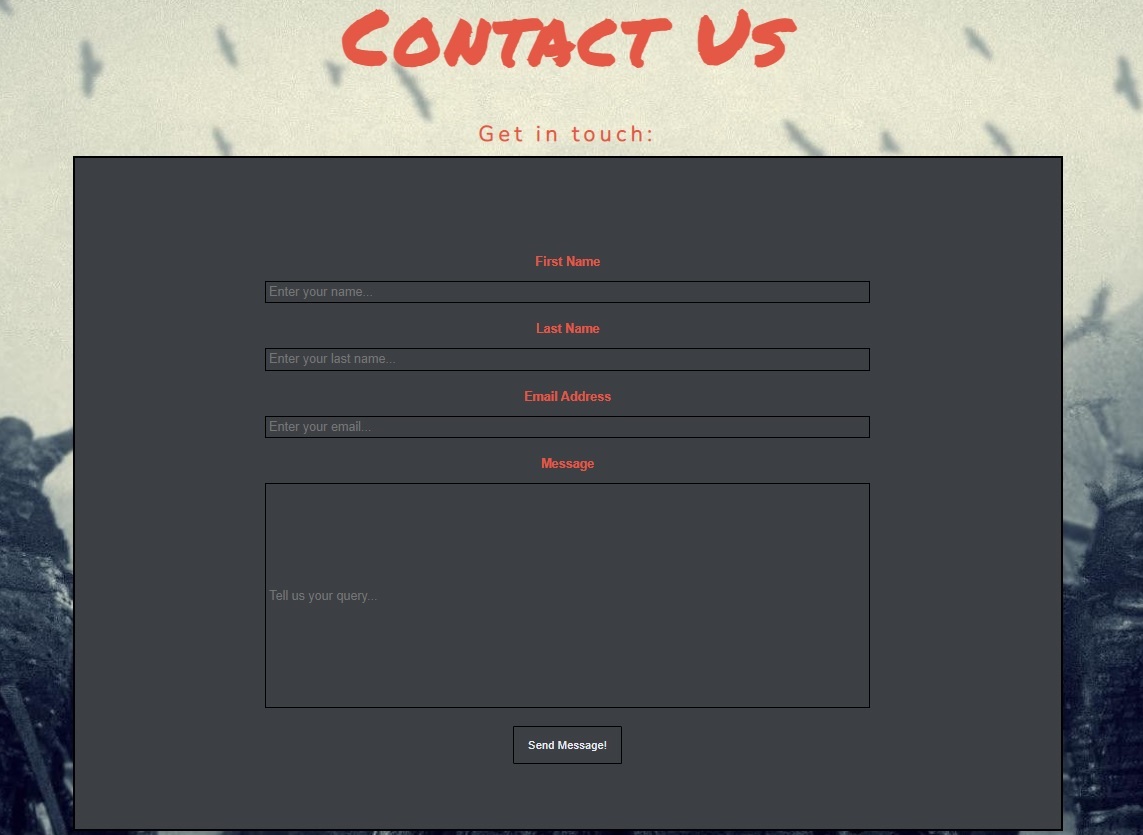 Contact Us
Get in touch:
First Name
Enter your name...
Last Name
Enter your last name...
Email Address
Enter your email...
Message
Tell us your query...
Send Message!